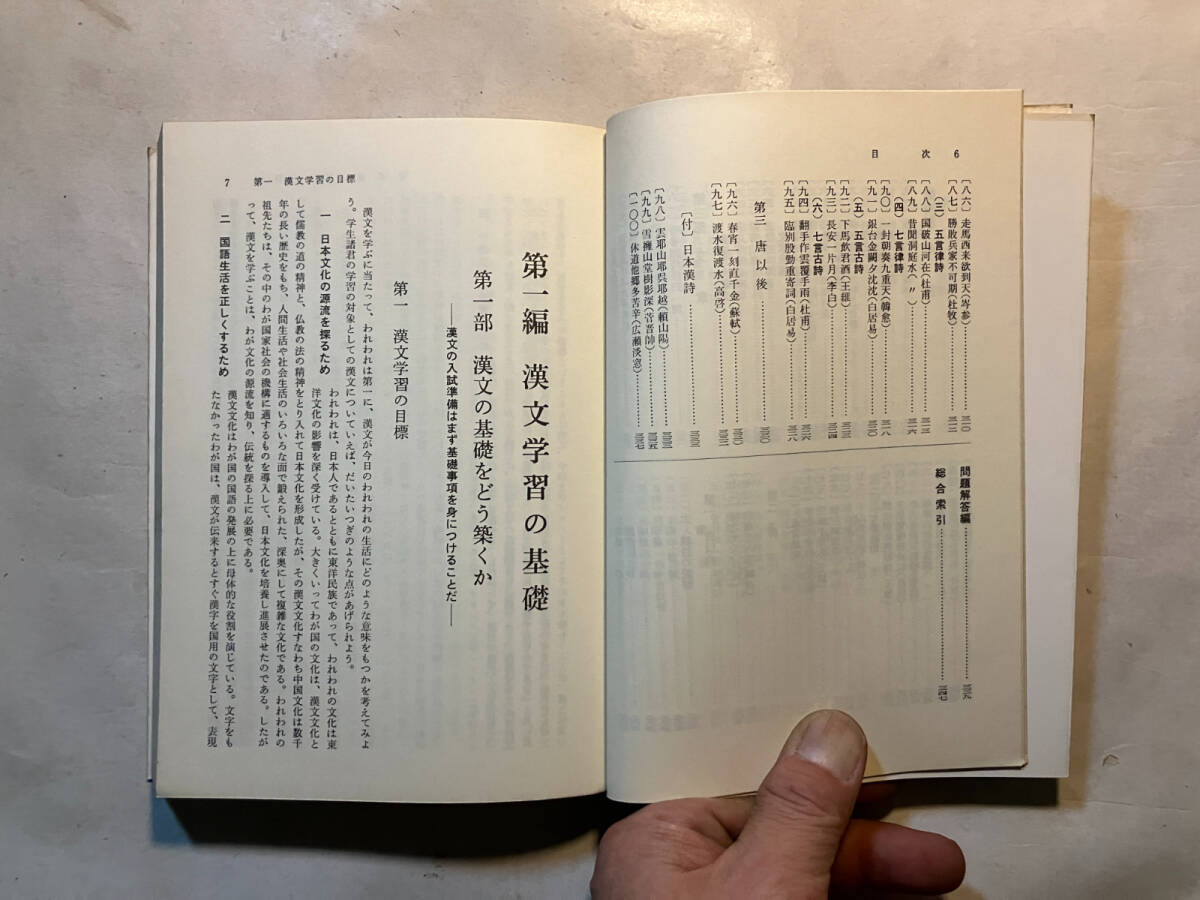 目次 6
〔八六〕走馬西来欲到天（岑参）
〔八七〕勝敗兵家不可期（杜牧）
（三）五言律詩
〔八八〕国破山河在（杜甫）
〔八九〕昔聞洞庭水（〃）
（四）七言律詩
〔九〇〕一封朝奏九重天（韓愈）
〔九一〕銀台金闕夕沈沈（白居易）
（五）五言古詩
〔九二〕下馬飲君酒（王維）
〔九三〕長安一片月（李白）
（六）七言古詩
〔九四〕翻手作雲覆手雨（杜甫）
〔九五〕臨別殷勤重寄詞（白居易）
第三 唐以後
〔九六〕春宵一刻直千金（蘇軾）
〔九七〕渡水復渡水（高啓）
〔付〕日本漢詩
〔九八〕雲耶山耶呉耶越（頼山陽）
〔九九〕雪擁山堂樹影深（菅晋帥）
〔一〇〇〕休道他郷多苦辛（広瀬淡窓）
問題解答編
総合索引
第一編 漢文学習の基礎
第一部 漢文の基礎をどう築くか
――漢文の入試準備はまず基礎事項を身につけることだ――
第一 漢文学習の目標
漢文を学ぶに当たって、われわれは第一に、漢文が今日のわれわれの生活にどのような意味をもつかを考えてみよ
う。学生諸君の学習の対象としての漢文についていえば、だいたいつぎのような点があげられよう。
一 日本文化の源流を探るため
われわれは、日本人であるとともに東洋民族であって、われわれの文化は東
洋文化の影響を深く受けている。大きくいってわが国の文化は、漢文文化と
して儒教の道の精神と、仏教の法の精神をとり入れて日本文化を形成したが、その漢文文化すなわち中国文化は数千
年の長い歴史をもち、人間生活や社会生活のいろいろな面で鍛えられた、深奥にして複雑な文化である。われわれの
祖先たちは、その中のわが国家社会の機構に適するものを導入して、日本文化を培養し進展させたのである。したが
って、漢文を学ぶことは、わが文化の源流を知り、伝統を探る上に必要である。
二 国語生活を正しくするため
漢文文化はわが国の国語の発展の上に母体的な役割を演じている。文字をも
たなかったわが国は、漢文が伝来するとすぐ漢字を国用の文字として、表現
7 第一 漢文学習の目標